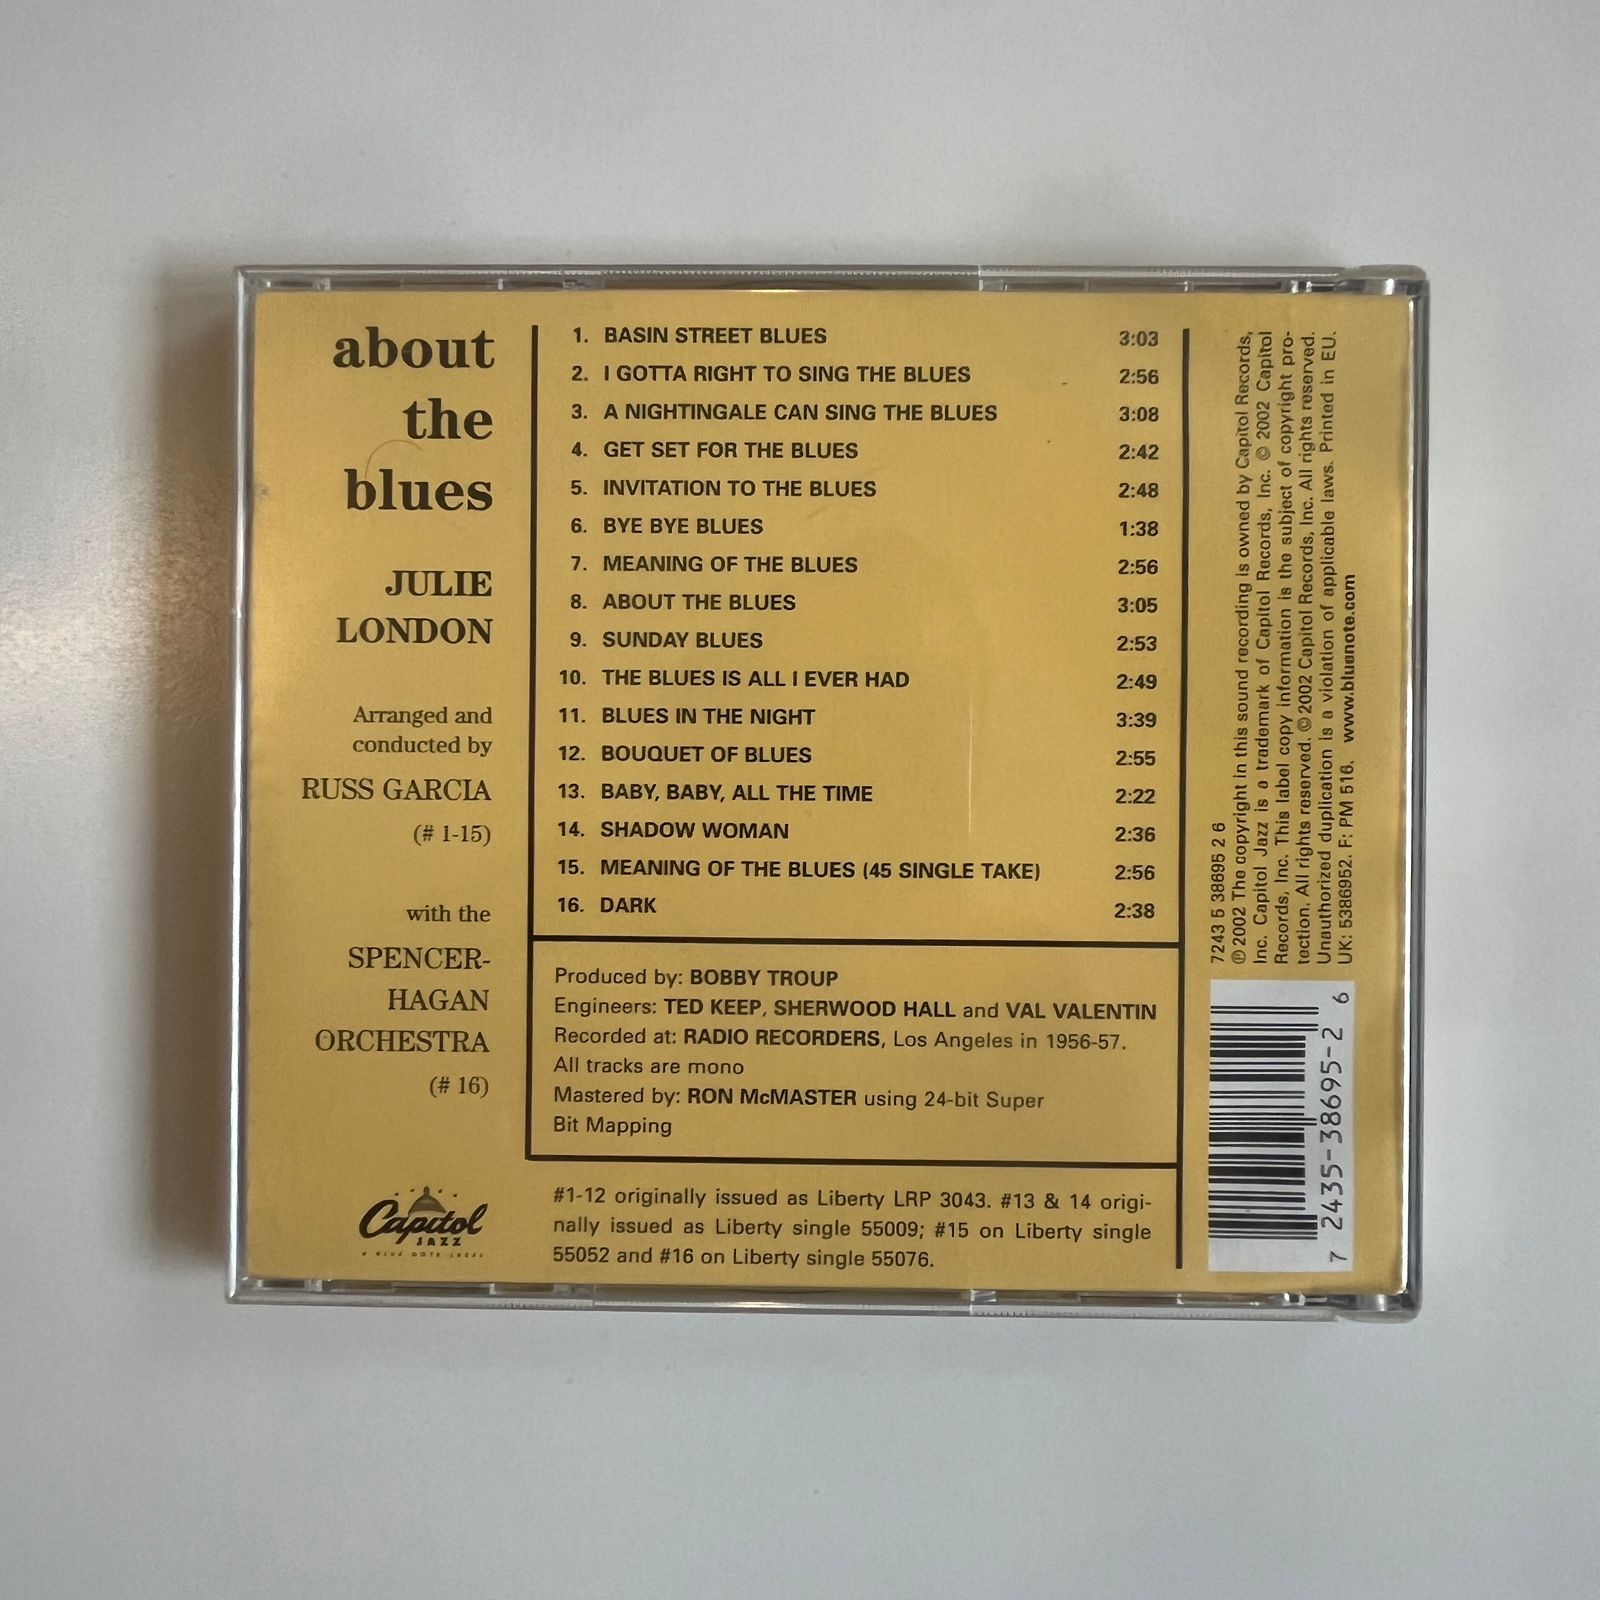 about
the
blues
JULIE
LONDON
Arranged and
conducted by
RUSS GARCIA
(# 1-15)
with the
SPENCER-
HAGAN
ORCHESTRA
(# 16)
Capitol
JAZZ
A BLUE NOTE LABEL
1. BASIN STREET BLUES 3:03
2. I GOTTA RIGHT TO SING THE BLUES 2:56
3. A NIGHTINGALE CAN SING THE BLUES 3:08
4. GET SET FOR THE BLUES 2:42
5. INVITATION TO THE BLUES 2:48
6. BYE BYE BLUES 1:38
7. MEANING OF THE BLUES 2:56
8. ABOUT THE BLUES 3:05
9. SUNDAY BLUES 2:53
10. THE BLUES IS ALL I EVER HAD 2:49
11. BLUES IN THE NIGHT 3:39
12. BOUQUET OF BLUES 2:55
13. BABY, BABY, ALL THE TIME 2:22
14. SHADOW WOMAN 2:36
15. MEANING OF THE BLUES (45 SINGLE TAKE) 2:56
16. DARK 2:38
Produced by: BOBBY TROUP
Engineers: TED KEEP, SHERWOOD HALL and VAL VALENTIN
Recorded at: RADIO RECORDERS, Los Angeles in 1956-57.
All tracks are mono
Mastered by: RON McMASTER using 24-bit Super
Bit Mapping
#1-12 originally issued as Liberty LRP 3043. #13 & 14 origi-
nally issued as Liberty single 55009; #15 on Liberty single
55052 and #16 on Liberty single 55076.
7243 5 38695 2 6
℗ 2002 The copyright in this sound recording is owned by Capitol Records,
Inc. Capitol Jazz is a trademark of Capitol Records, Inc. © 2002 Capitol
Records, Inc. This label copy information is the subject of copyright pro-
tection. All rights reserved. © 2002 Capitol Records, Inc. All rights reserved.
Unauthorized duplication is a violation of applicable laws. Printed in EU.
UK: 5386952. F: PM 516. www.bluenote.com
7 2435-38695-2 6